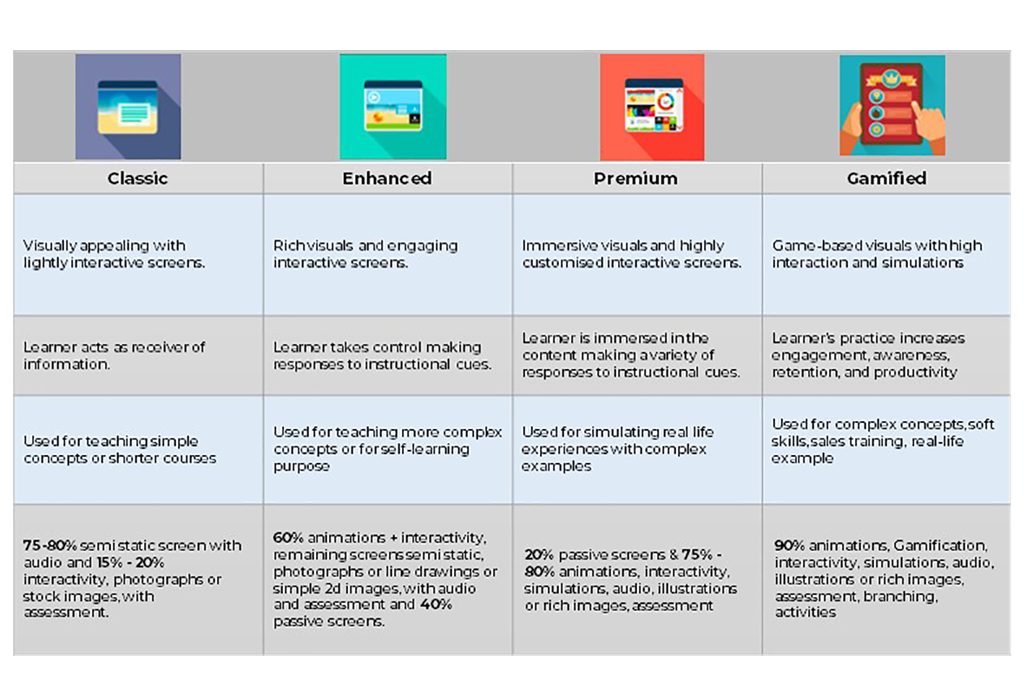 Classic
Enhanced
Premium
Gamified
Visually appealing with
lightly interactive screens.
Rich visuals and engaging
interactive screens.
Immersive visuals and highly
customised interactive screens.
Game-based visuals with high
interaction and simulations
Learner acts as receiver of
information.
Learner takes control making
responses to instructional cues.
Learner is immersed in the
content making a variety of
responses to instructional cues.
Learner's practice increases
engagement, awareness,
retention, and productivity
Used for teaching simple
concepts or shorter courses
Used for teaching more complex
concepts or for self-learning
purpose
Used for simulating real life
experiences with complex
examples
Used for complex concepts, soft
skills, sales training, real-life
example
75-80% semi static screen with
audio and 15% - 20%
interactivity, photographs or
stock images, with
assessment.
60% animations + interactivity,
remaining screens semi static,
photographs or line drawings or
simple 2d images, with audio
and assessment and 40%
passive screens.
20% passive screens & 75% -
80% animations, interactivity,
simulations, audio, illustrations
or rich images, assessment
90% animations, Gamification,
interactivity, simulations, audio,
illustrations or rich images,
assessment, branching,
activities